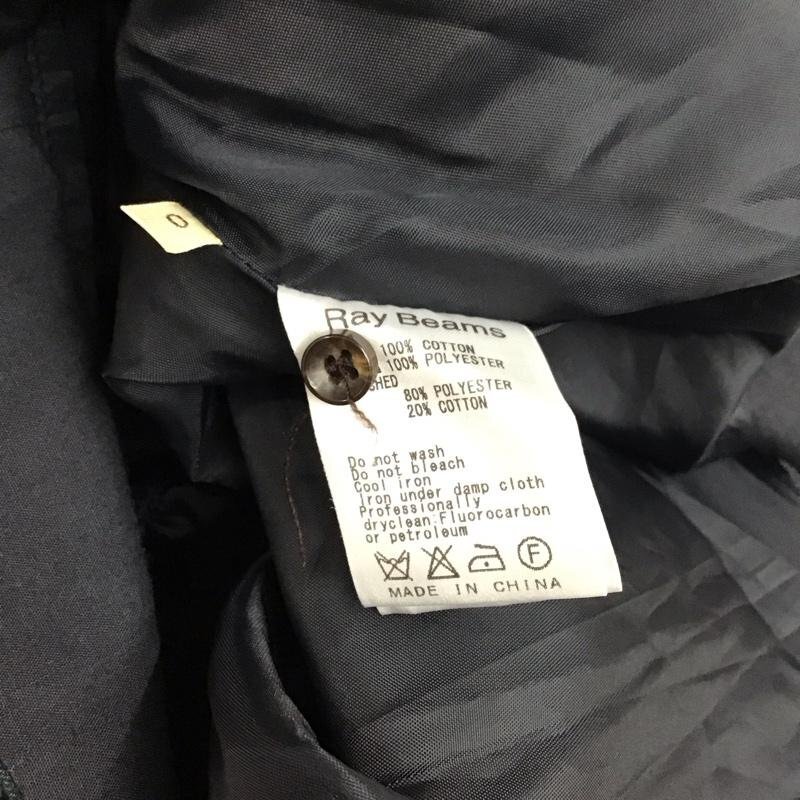 0
Ray Beams
100% COTTON
100% POLYESTER
CHED
80% POLYESTER
20% COTTON
Do not wash
Do not bleach
Cool iron
Iron under damp cloth
Professionally
dryclean:Fluorocarbon
or petroleum
F
MADE IN CHINA